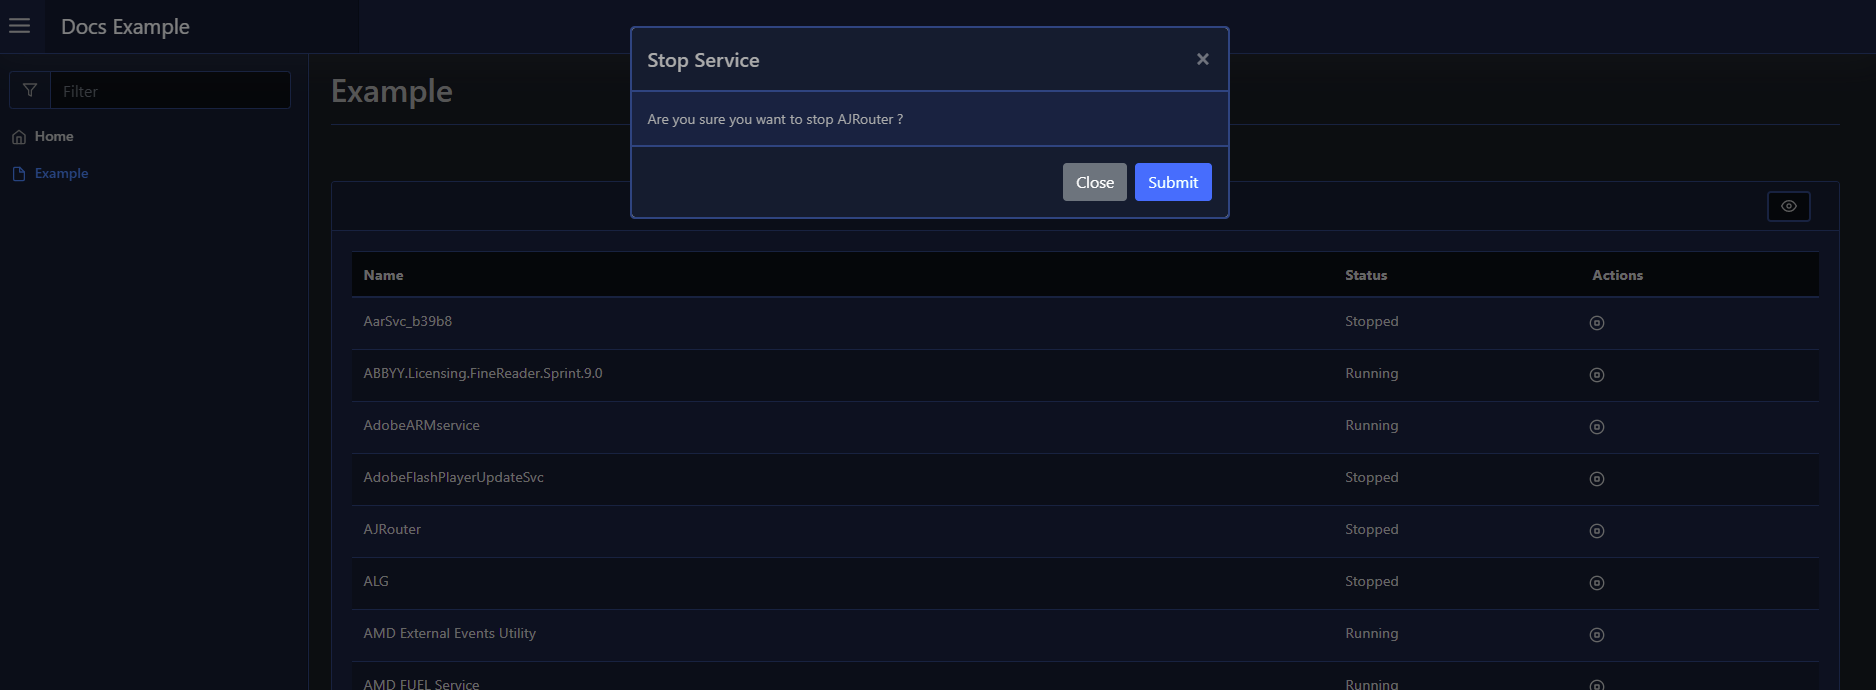 Docs Example
Stop Service ×
Filter
Example
Are you sure you want to stop AJRouter ?
Home
Example
Close Submit
Name Status Actions
AarSvc_b39b8 Stopped
ABBYY.Licensing.FineReader.Sprint.9.0 Running
AdobeARMservice Running
AdobeFlashPlayerUpdateSvc Stopped
AJRouter Stopped
ALG Stopped
AMD External Events Utility Running
AMD FUEL Service Running